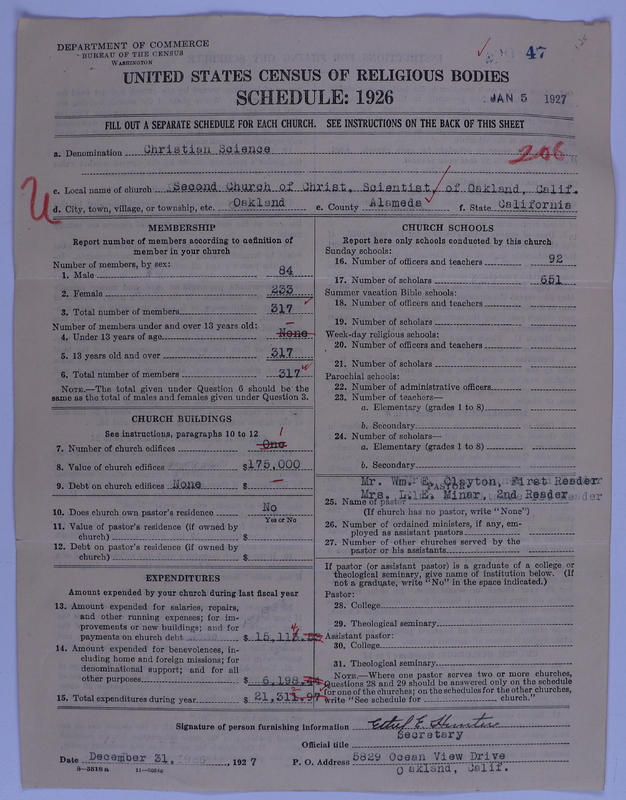 DEPARTMENT OF COMMERCE
BUREAU OF THE CENSUS
WASHINGTON
47
UNITED STATES CENSUS OF RELIGIOUS BODIES
SCHEDULE: 1926
JAN 5 1927
FILL OUT A SEPARATE SCHEDULE FOR EACH CHURCH. SEE INSTRUCTIONS ON THE BACK OF THIS SHEET
a. Denomination Christian Science
206
c. Local name of church Second Church of Christ, Scientist, of Oakland, Calif.
d. City, town, village, or township, etc. Oakland e. County Alameda f. State California
MEMBERSHIP
Report number of members according to definition of
member in your church
Number of members, by sex:
1. Male 84
2. Female 233
3. Total number of members 317
Number of members under and over 13 years old:
4. Under 13 years of age None
5. 13 years old and over 317
6. Total number of members 317
NOTE.—The total given under Question 6 should be the
same as the total of males and females given under Question 3.
CHURCH BUILDINGS
See instructions, paragraphs 10 to 12
7. Number of church edifices One 1
8. Value of church edifices $175,000
9. Debt on church edifices None $ —
10. Does church own pastor's residence? No
Yes or No
11. Value of pastor's residence (if owned by
church) $
12. Debt on pastor's residence (if owned by
church) $
EXPENDITURES
Amount expended by your church during last fiscal year
13. Amount expended for salaries, repairs,
and other running expenses; for im-
provements or new buildings; and for
payments on church debt $ 15,113.
14. Amount expended for benevolences, in-
cluding home and foreign missions; for
denominational support; and for all
other purposes $ 6,198.
15. Total expenditures during year $ 21,311.97
CHURCH SCHOOLS
Report here only schools conducted by this church
Sunday schools:
16. Number of officers and teachers 92
17. Number of scholars 651
Summer vacation Bible schools:
18. Number of officers and teachers
19. Number of scholars
Week-day religious schools:
20. Number of officers and teachers
21. Number of scholars
Parochial schools:
22. Number of administrative officers
23. Number of teachers—
a. Elementary (grades 1 to 8)
b. Secondary
24. Number of scholars—
a. Elementary (grades 1 to 8)
b. Secondary
Mr. Wm. E. Clayton, First Reader
PASTOR
Mrs. L. E. Minar, 2nd Reader
25. Name of pastor
(If church has no pastor, write "None")
26. Number of ordained ministers, if any, em-
ployed as assistant pastors
27. Number of other churches served by the
pastor or his assistants
If pastor (or assistant pastor) is a graduate of a college or
theological seminary, give name of institution below. (If
not a graduate, write "No" in the space indicated.)
Pastor:
28. College
29. Theological seminary
Assistant pastor:
30. College
31. Theological seminary
NOTE.—Where one pastor serves two or more churches,
Questions 28 and 29 should be answered only on the schedule
for one of the churches; on the schedules for the other churches,
write "See schedule for church."
Signature of person furnishing information Ethel E. Hunter
Official title Secretary
Date December 31, 1927 P. O. Address 5829 Ocean View Drive
Oakland, Calif.